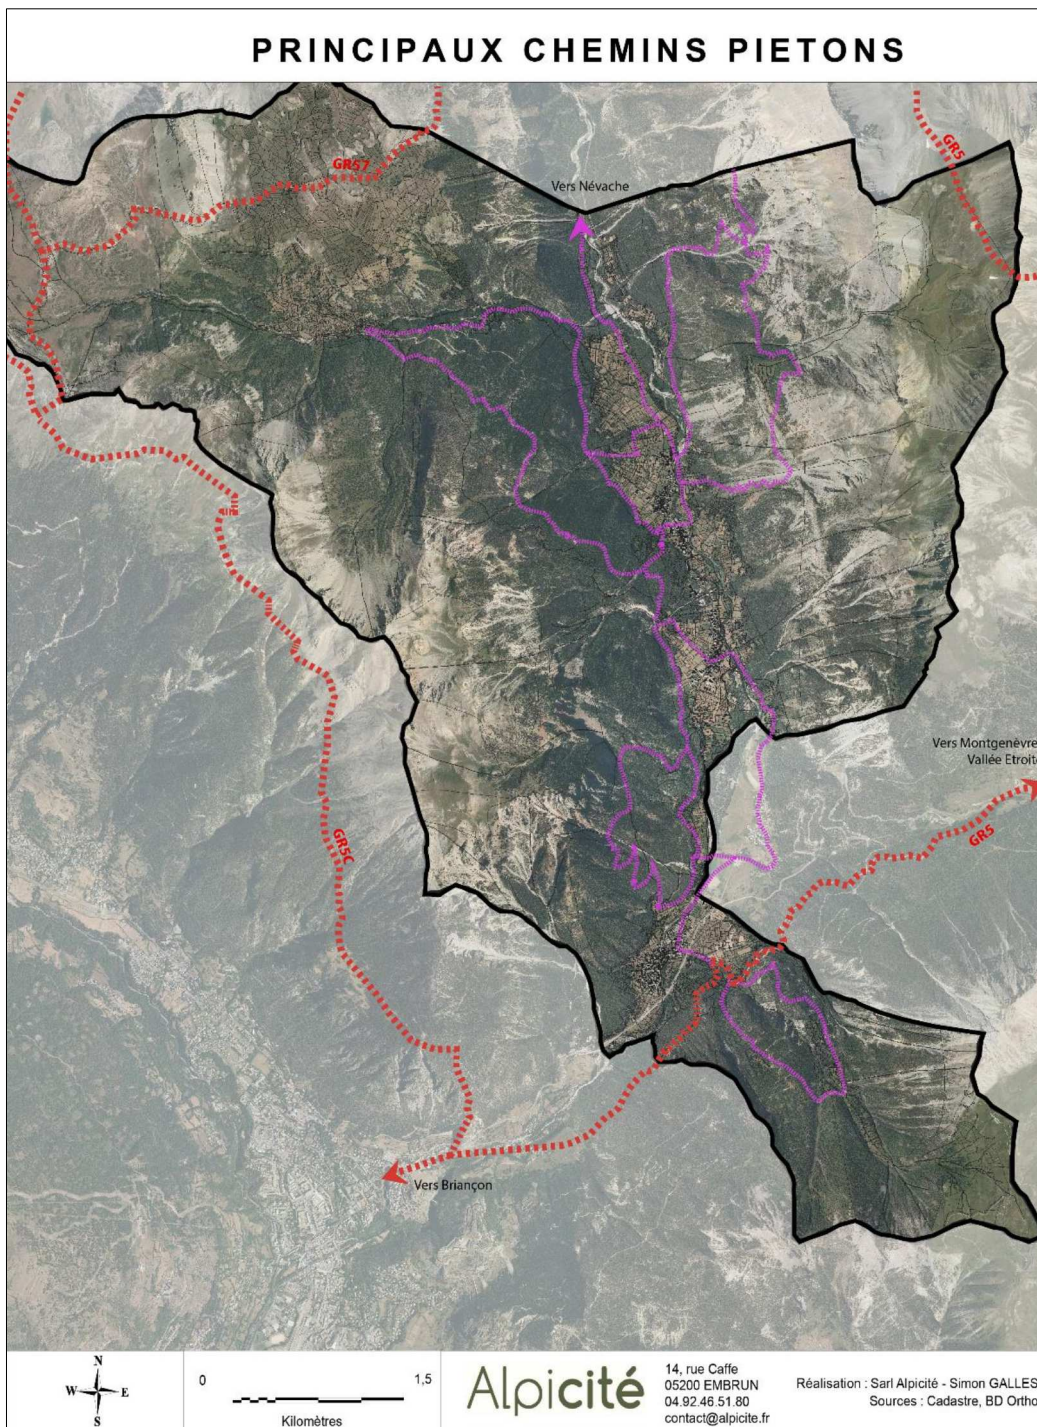 PRINCIPAUX CHEMINS PIETONS
GR57
GR5
Vers Névache
Vers Montgenèvre
Vallée Etroite
GR5
GR5C
Vers Briançon
N
W
E
S
0
1,5
Kilomètres
Alpicité
14, rue Caffe
05200 EMBRUN
04.92.46.51.80
contact@alpicite.fr
Réalisation : Sarl Alpicité - Simon GALLES
Sources : Cadastre, BD Ortho